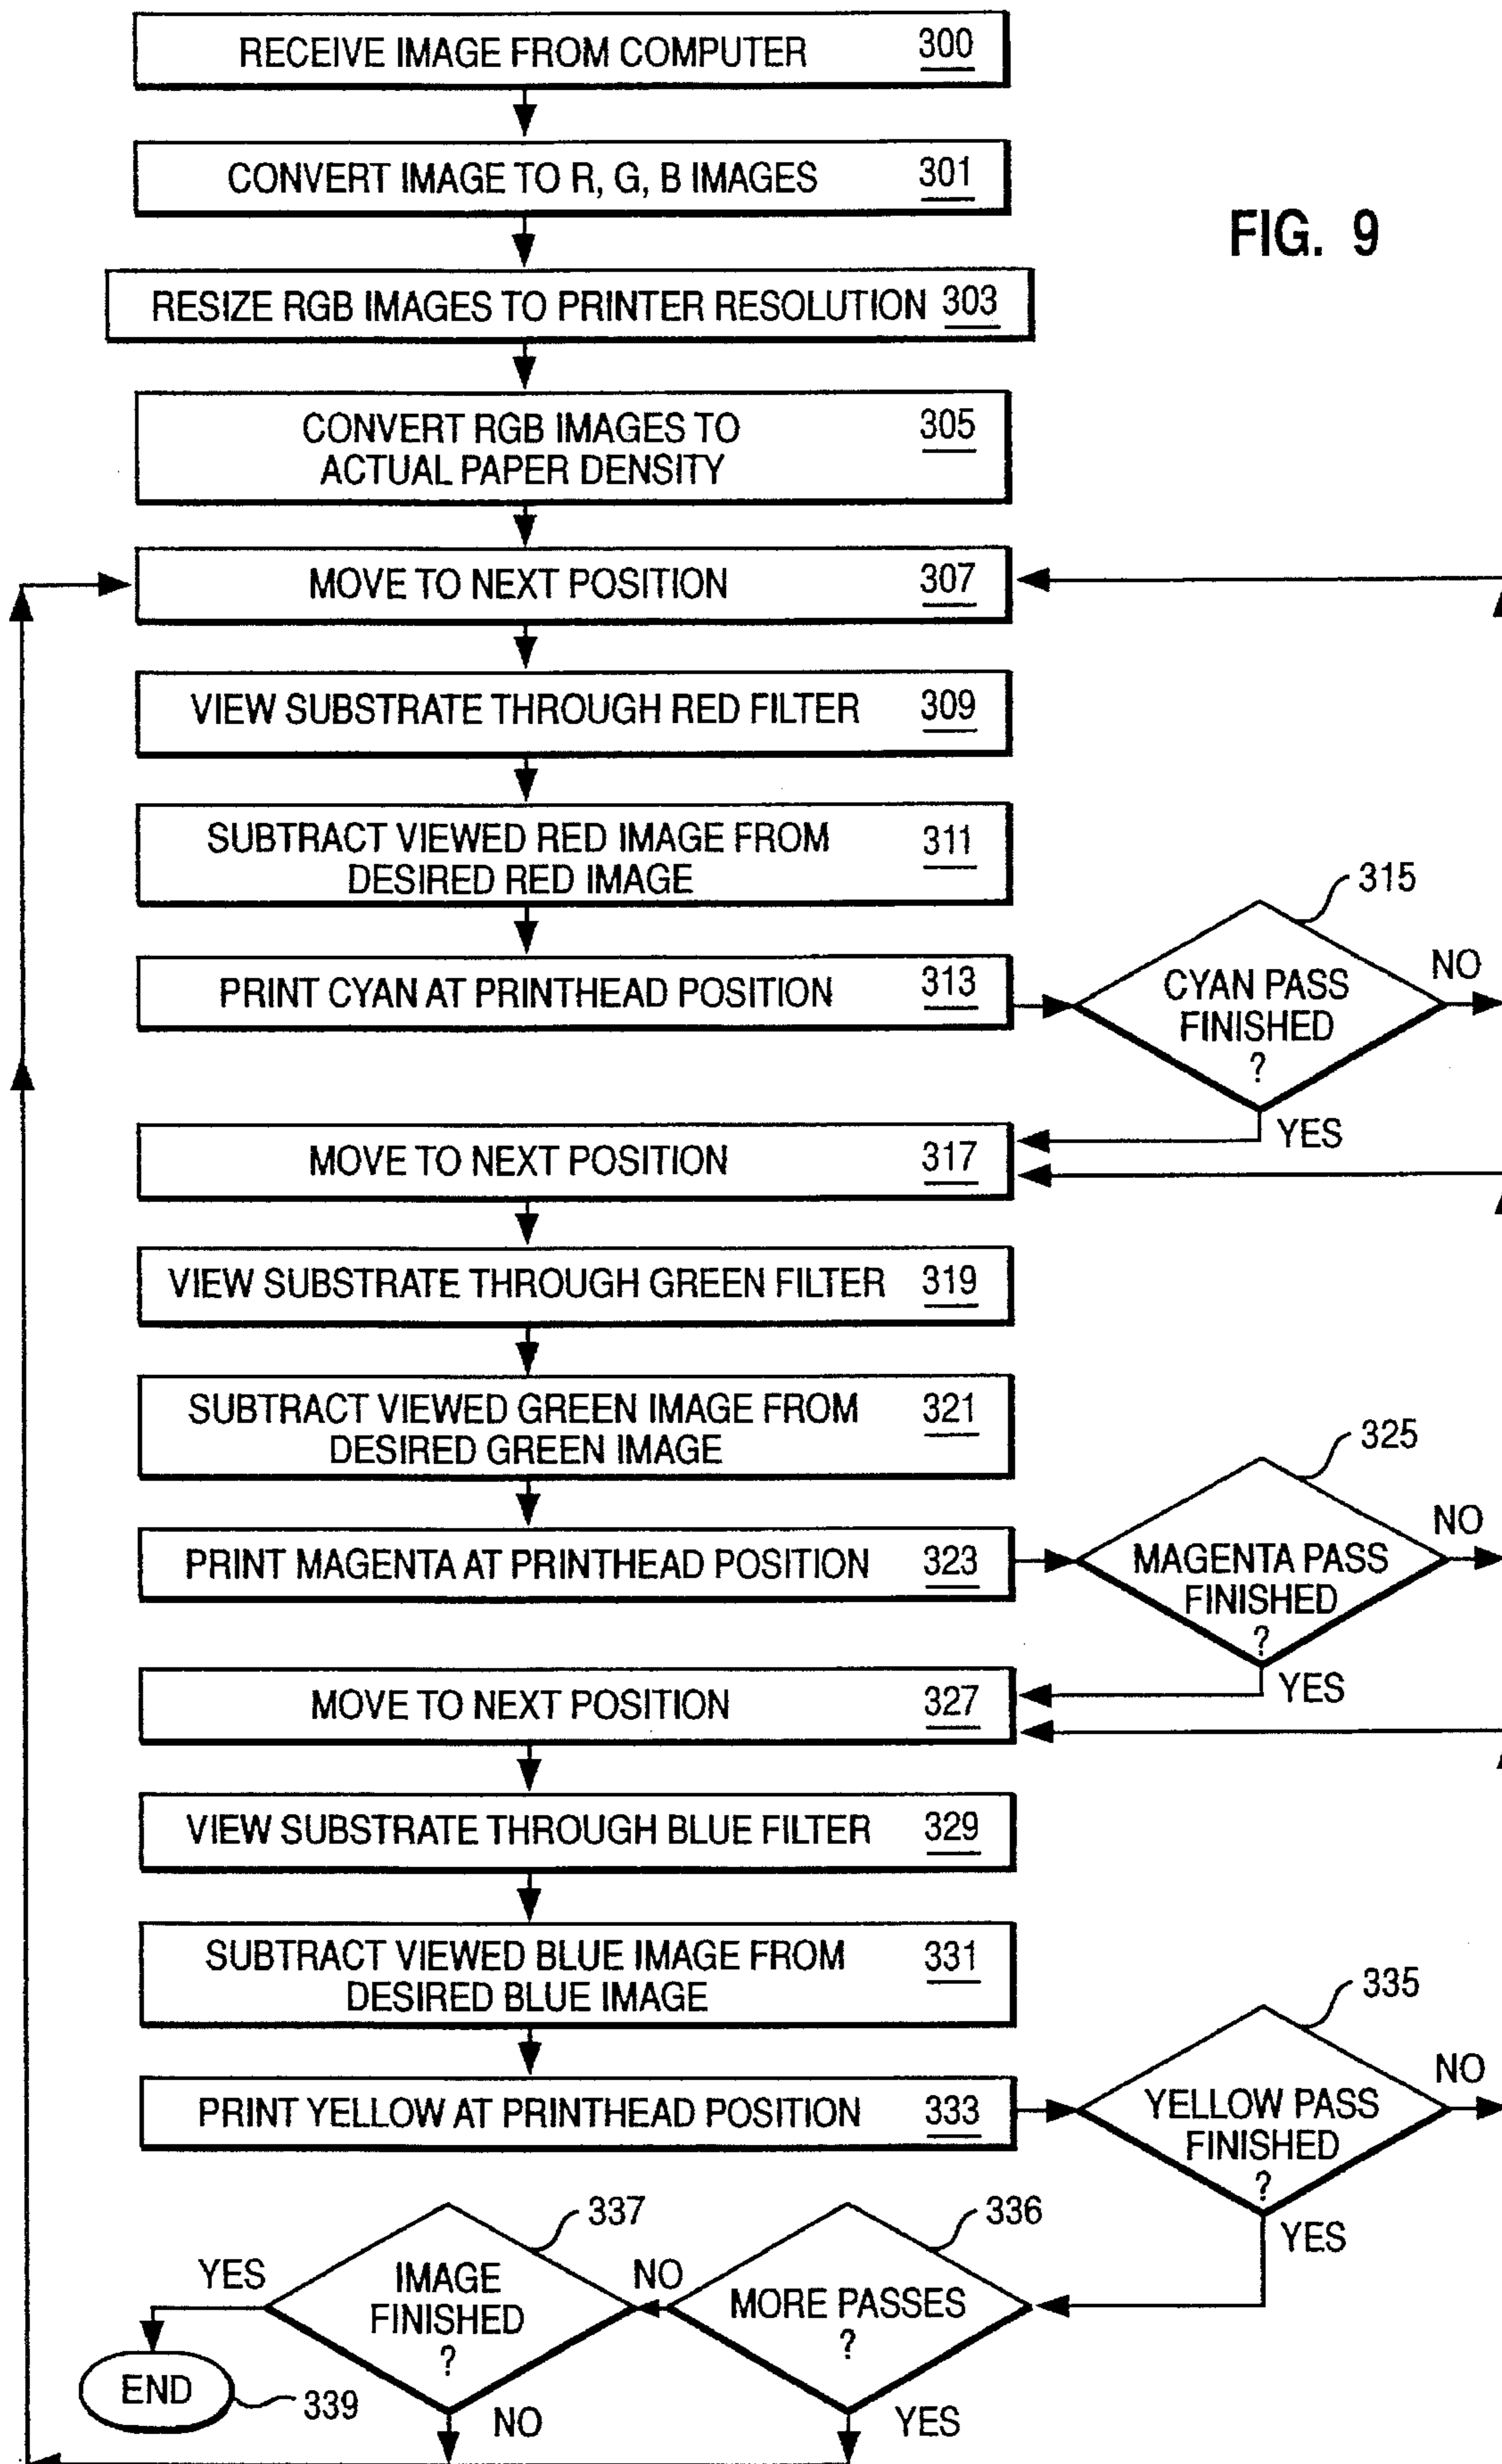 RECEIVE IMAGE FROM COMPUTER 300
CONVERT IMAGE TO R, G, B IMAGES 301
FIG. 9
RESIZE RGB IMAGES TO PRINTER RESOLUTION 303
CONVERT RGB IMAGES TO 305
ACTUAL PAPER DENSITY
MOVE TO NEXT POSITION 307
VIEW SUBSTRATE THROUGH RED FILTER 309
SUBTRACT VIEWED RED IMAGE FROM 311
DESIRED RED IMAGE
PRINT CYAN AT PRINTHEAD POSITION 313
315
CYAN PASS
FINISHED
?
NO
YES
MOVE TO NEXT POSITION 317
VIEW SUBSTRATE THROUGH GREEN FILTER 319
SUBTRACT VIEWED GREEN IMAGE FROM 321
DESIRED GREEN IMAGE
PRINT MAGENTA AT PRINTHEAD POSITION 323
325
MAGENTA PASS
FINISHED
?
NO
YES
MOVE TO NEXT POSITION 327
VIEW SUBSTRATE THROUGH BLUE FILTER 329
SUBTRACT VIEWED BLUE IMAGE FROM 331
DESIRED BLUE IMAGE
PRINT YELLOW AT PRINTHEAD POSITION 333
335
YELLOW PASS
FINISHED
?
NO
YES
336
MORE PASSES
?
NO
YES
337
IMAGE
FINISHED
?
YES
NO
END
339